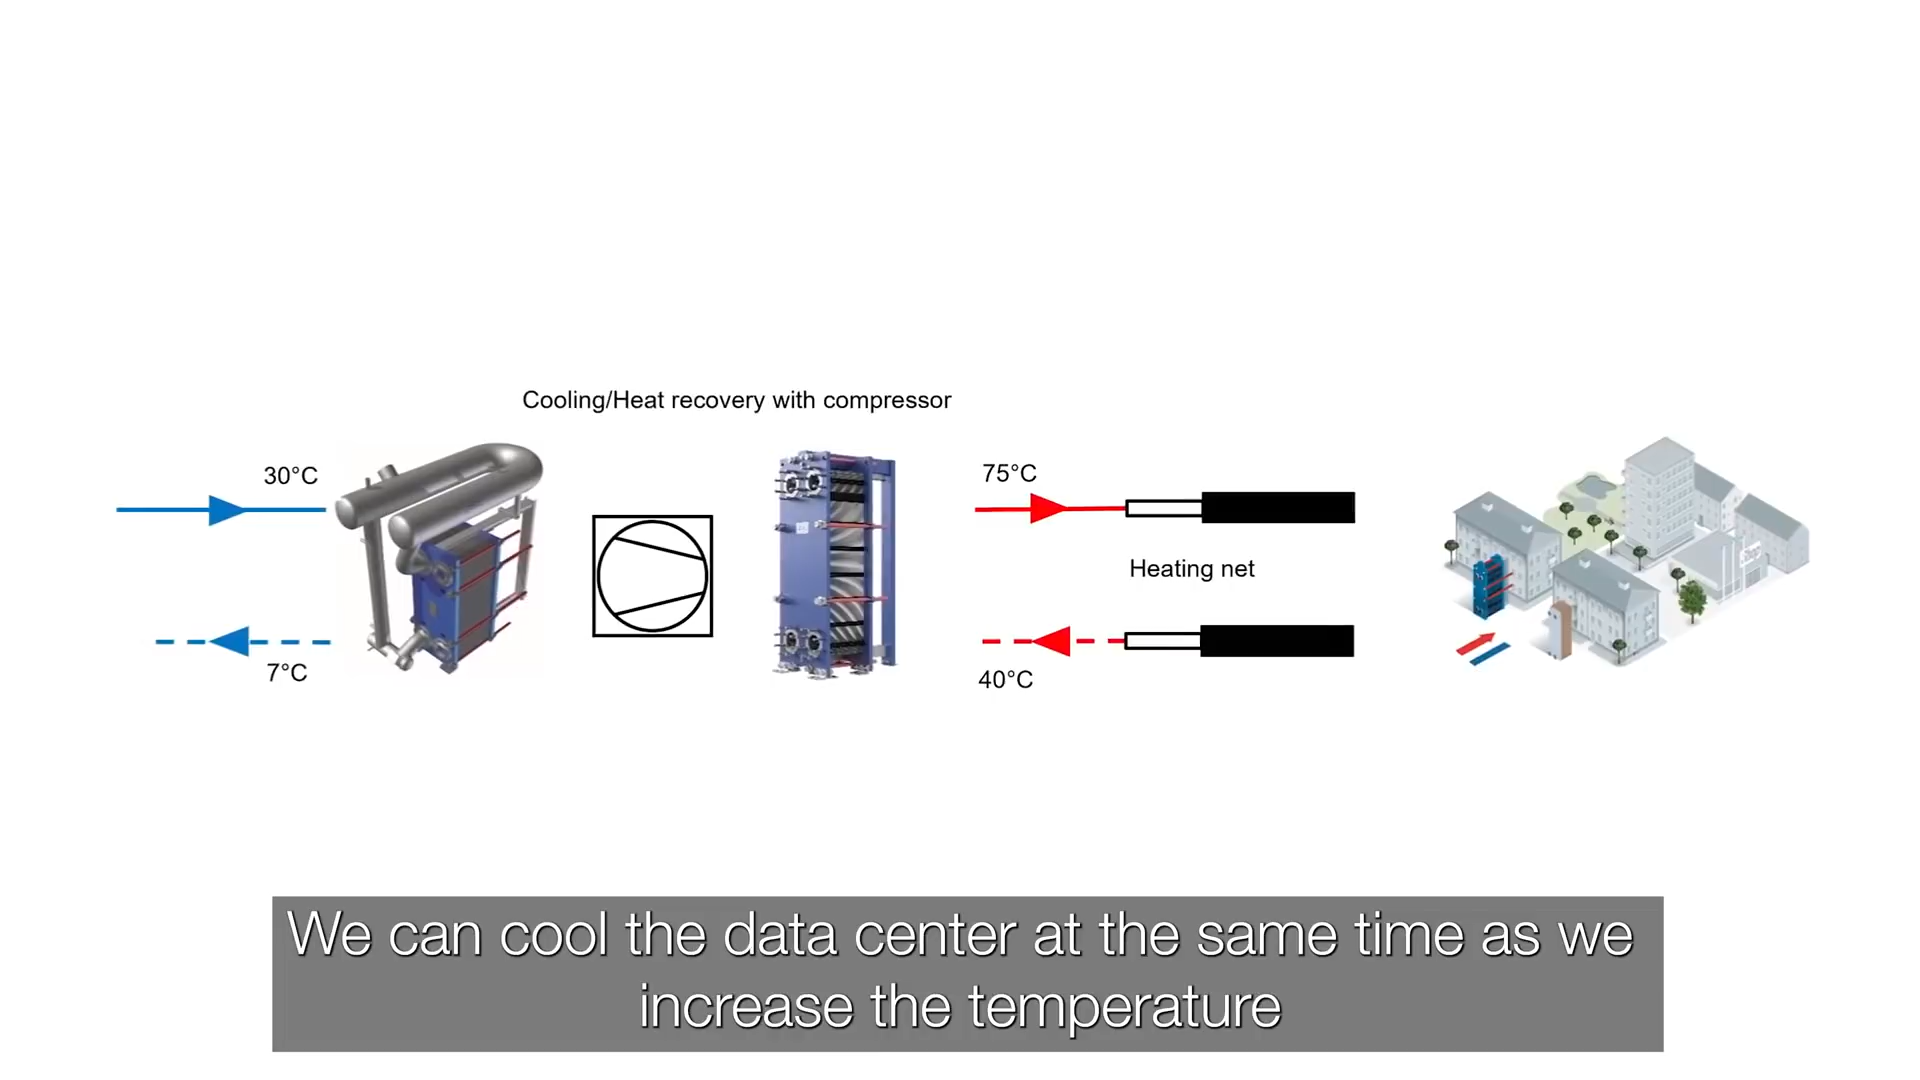 Cooling/Heat recovery with compressor
30°C
75°C
Heating net
7°C
40°C
We can cool the data center at the same time as we
increase the temperature